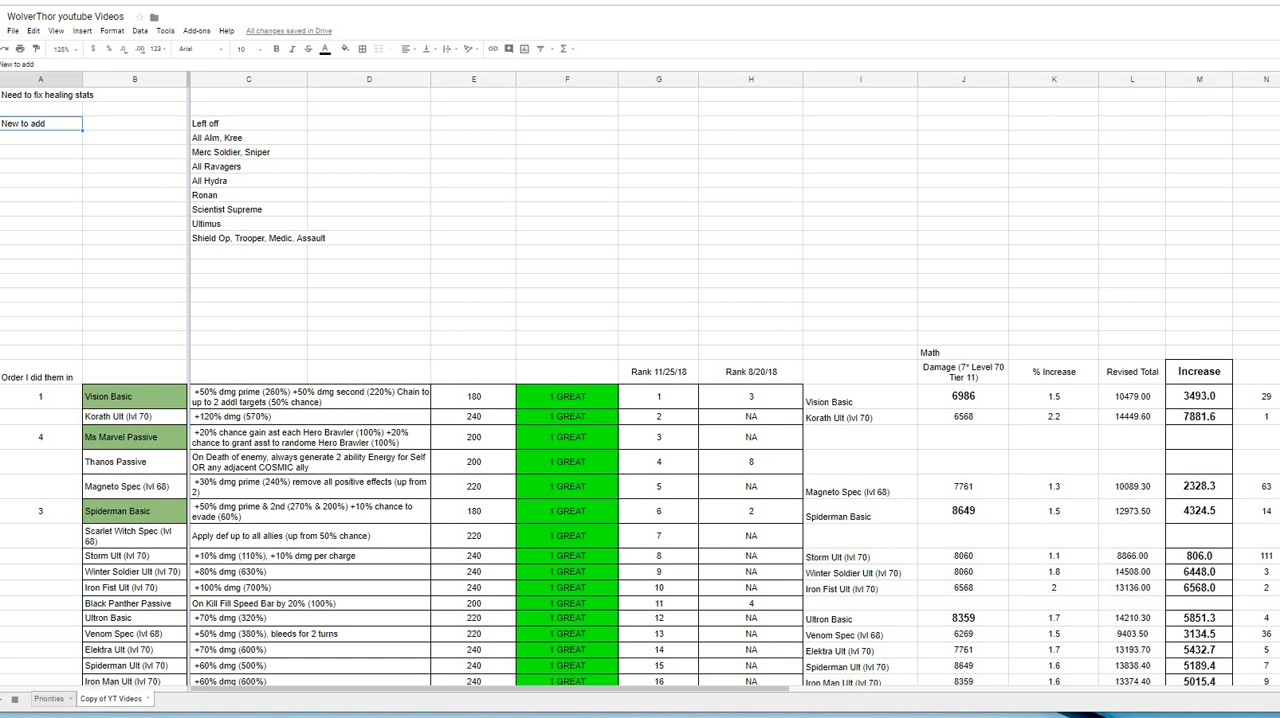 WolverThor youtube Videos
File Edit View Insert Format Data Tools Add-ons Help All changes saved in Drive
128% $ % .0 .00 123 Arial 10 B I S A
New to add
A B C D E F G H I J K L M N
Need to fix healing stats
New to add Left off
All Alm, Kree
Merc Soldier, Sniper
All Ravagers
All Hydra
Ronan
Scientist Supreme
Ultimus
Shield Op, Trooper, Medic, Assault
Math
Order I did them in Rank 11/25/18 Rank 8/20/18 Damage (7* Level 70 Tier 11) % Increase Revised Total Increase
1 Vision Basic +50% dmg prime (260%) +50% dmg second (220%) Chain to up to 2 addl targets (50% chance) 180 1 GREAT 1 3 Vision Basic 6986 1.5 10479.00 3493.0 29
Korath Ult (lvl 70) +120% dmg (570%) 240 1 GREAT 2 NA Korath Ult (lvl 70) 6568 2.2 14449.60 7881.6 1
4 Ms Marvel Passive +20% chance gain ast each Hero Brawler (100%) +20% chance to grant asst to randome Hero Brawler (100%) 200 1 GREAT 3 NA
Thanos Passive On Death of enemy, always generate 2 ability Energy for Self OR any adjacent COSMIC ally 200 1 GREAT 4 8
Magneto Spec (lvl 68) +30% dmg prime (240%) remove all positive effects (up from 2) 220 1 GREAT 5 NA Magneto Spec (lvl 68) 7761 1.3 10089.30 2328.3 63
3 Spiderman Basic +50% dmg prime & 2nd (270% & 200%) +10% chance to evade (60%) 180 1 GREAT 6 2 Spiderman Basic 8649 1.5 12973.50 4324.5 14
Scarlet Witch Spec (lvl 68) Apply def up to all allies (up from 50% chance) 220 1 GREAT 7 NA
Storm Ult (lvl 70) +10% dmg (110%), +10% dmg per charge 240 1 GREAT 8 NA Storm Ult (lvl 70) 8060 1.1 8866.00 806.0 111
Winter Soldier Ult (lvl 70) +80% dmg (630%) 240 1 GREAT 9 NA Winter Soldier Ult (lvl 70) 8060 1.8 14508.00 6448.0 3
Iron Fist Ult (lvl 70) +100% dmg (700%) 240 1 GREAT 10 NA Iron Fist Ult (lvl 70) 6568 2 13136.00 6568.0 2
Black Panther Passive On Kill Fill Speed Bar by 20% (100%) 200 1 GREAT 11 4
Ultron Basic +70% dmg (320%) 220 1 GREAT 12 NA Ultron Basic 8359 1.7 14210.30 5851.3 4
Venom Spec (lvl 68) +50% dmg (380%), bleeds for 2 turns 220 1 GREAT 13 NA Venom Spec (lvl 68) 6269 1.5 9403.50 3134.5 36
Elektra Ult (lvl 70) +70% dmg (600%) 240 1 GREAT 14 NA Elektra Ult (lvl 70) 7761 1.7 13193.70 5432.7 5
Spiderman Ult (lvl 70) +60% dmg (500%) 240 1 GREAT 15 NA Spiderman Ult (lvl 70) 8649 1.6 13838.40 5189.4 7
Iron Man Ult (lvl 70) +60% dmg (600%) 240 1 GREAT 16 NA Iron Man Ult (lvl 70) 8359 1.6 13374.40 5015.4 9
Priorities Copy of YT Videos